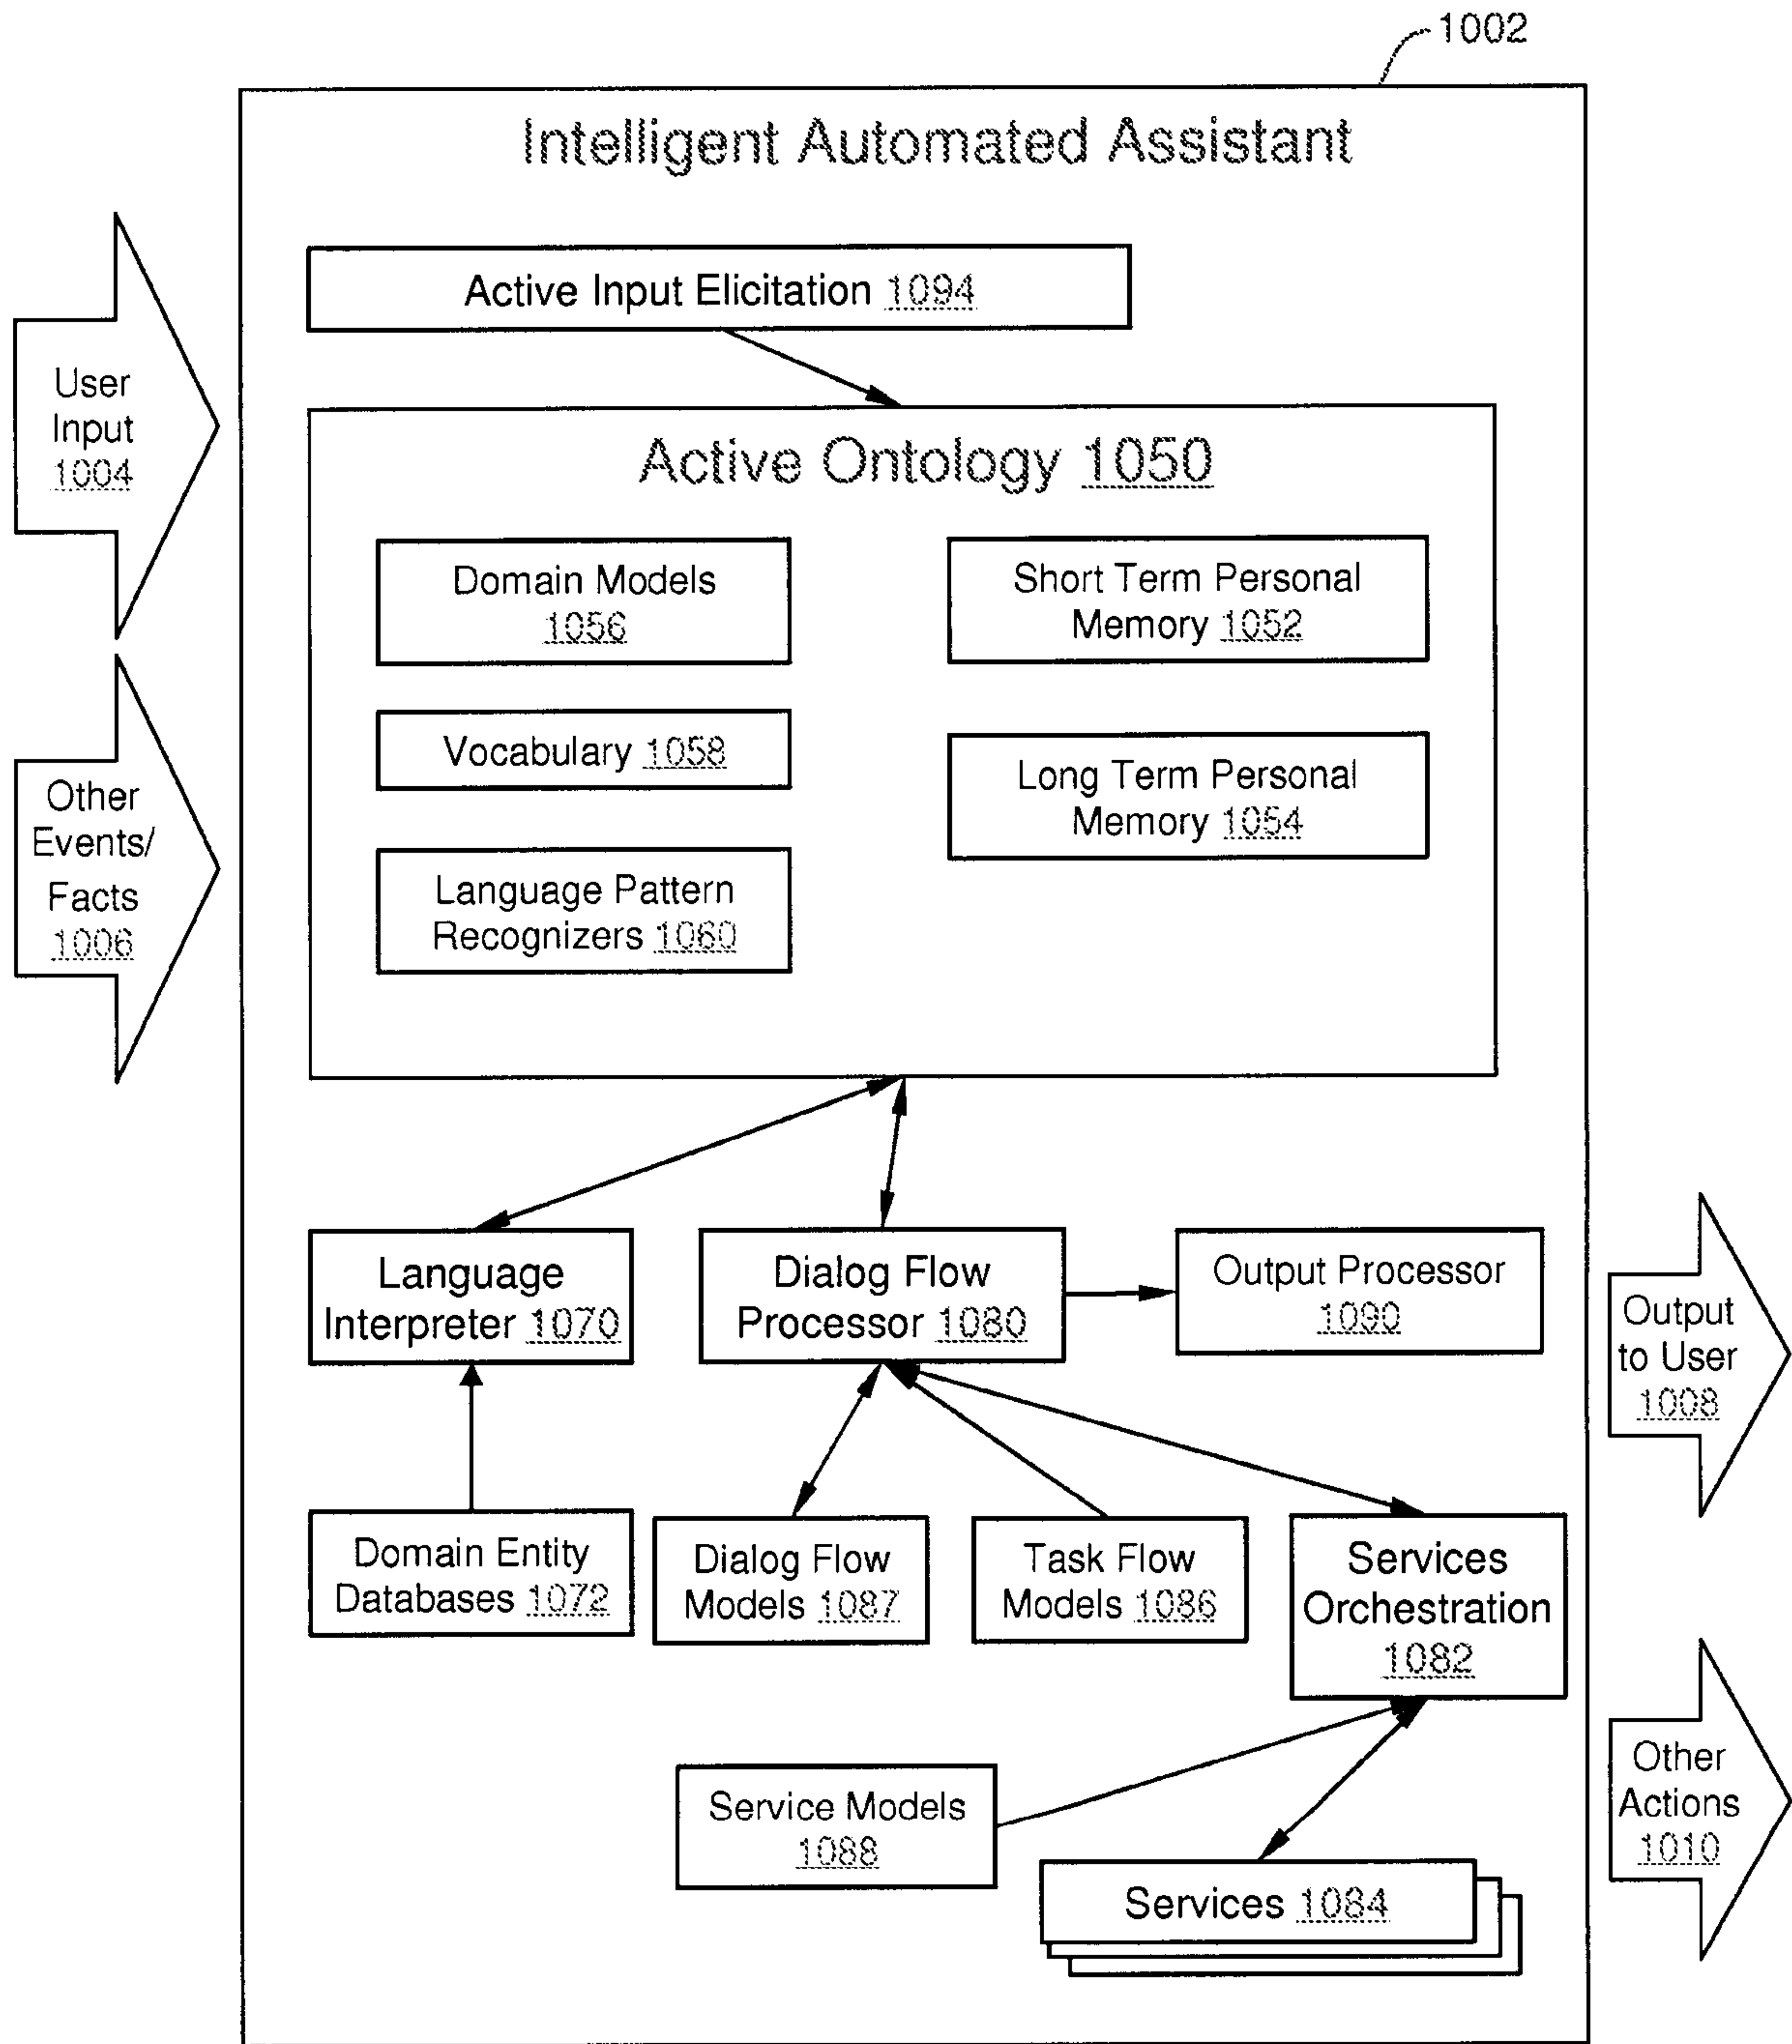 1002
Intelligent Automated Assistant
Active Input Elicitation 1094
User
Input
1004
Active Ontology 1050
Domain Models
1056
Short Term Personal
Memory 1052
Vocabulary 1058
Long Term Personal
Memory 1054
Other
Events/
Facts
1006
Language Pattern
Recognizers 1060
Language
Interpreter 1070
Dialog Flow
Processor 1080
Output Processor
1090
Output
to User
1008
Domain Entity
Databases 1072
Dialog Flow
Models 1087
Task Flow
Models 1086
Services
Orchestration
1082
Service Models
1088
Other
Actions
1010
Services 1084